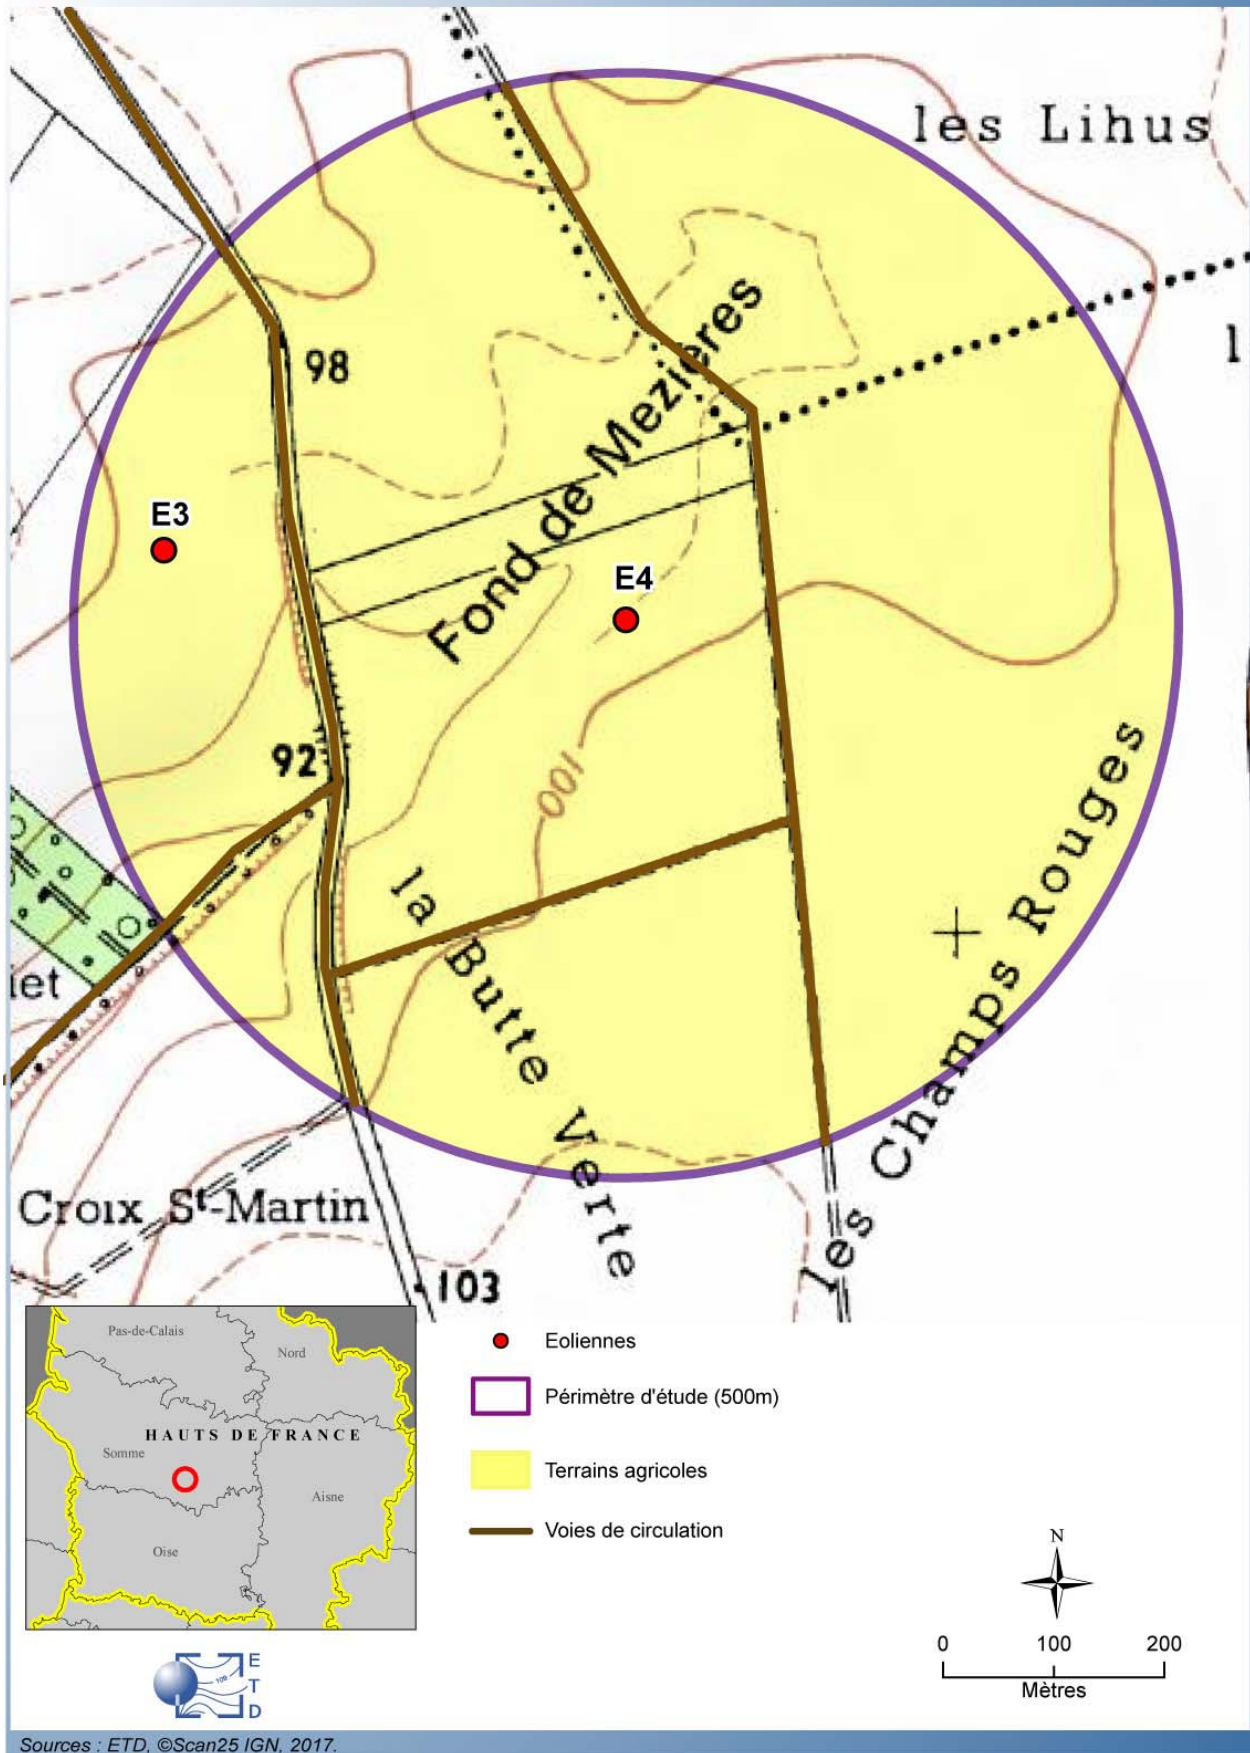 les Lihus
98
Fond de Mezières
l
E3
E4
92
100
la Butte Verte
les Champs Rouges
iet
Croix St-Martin
103
Pas-de-Calais
Nord
HAUTS DE FRANCE
Somme
Aisne
Oise
Eoliennes
Périmètre d'étude (500m)
Terrains agricoles
Voies de circulation
N
0 100 200
Mètres
100
E
T
D
Sources : ETD, ©Scan25 IGN, 2017.